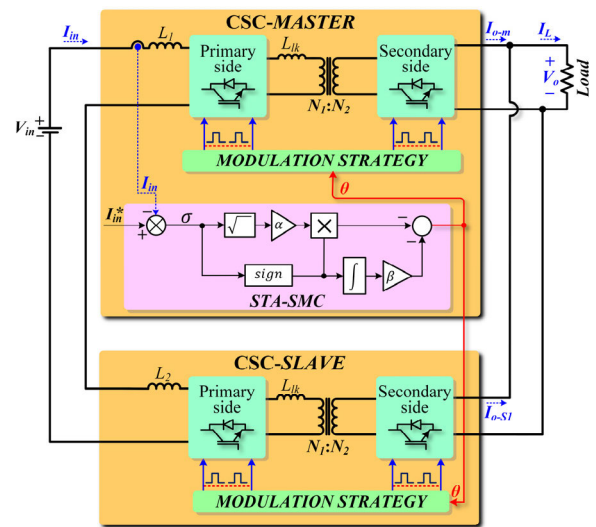 CSC-MASTER
I_in
L_1
Primary side
L_lk
Secondary side
I_o-m
I_L
+
V_o
−
Load
N_1:N_2
V_in
+
−
MODULATION STRATEGY
I_in
θ
I_in*
−
+
σ
√
α
×
−
−
sign
∫
β
STA-SMC
CSC-SLAVE
L_2
Primary side
L_lk
Secondary side
I_o-S1
N_1:N_2
MODULATION STRATEGY
θ